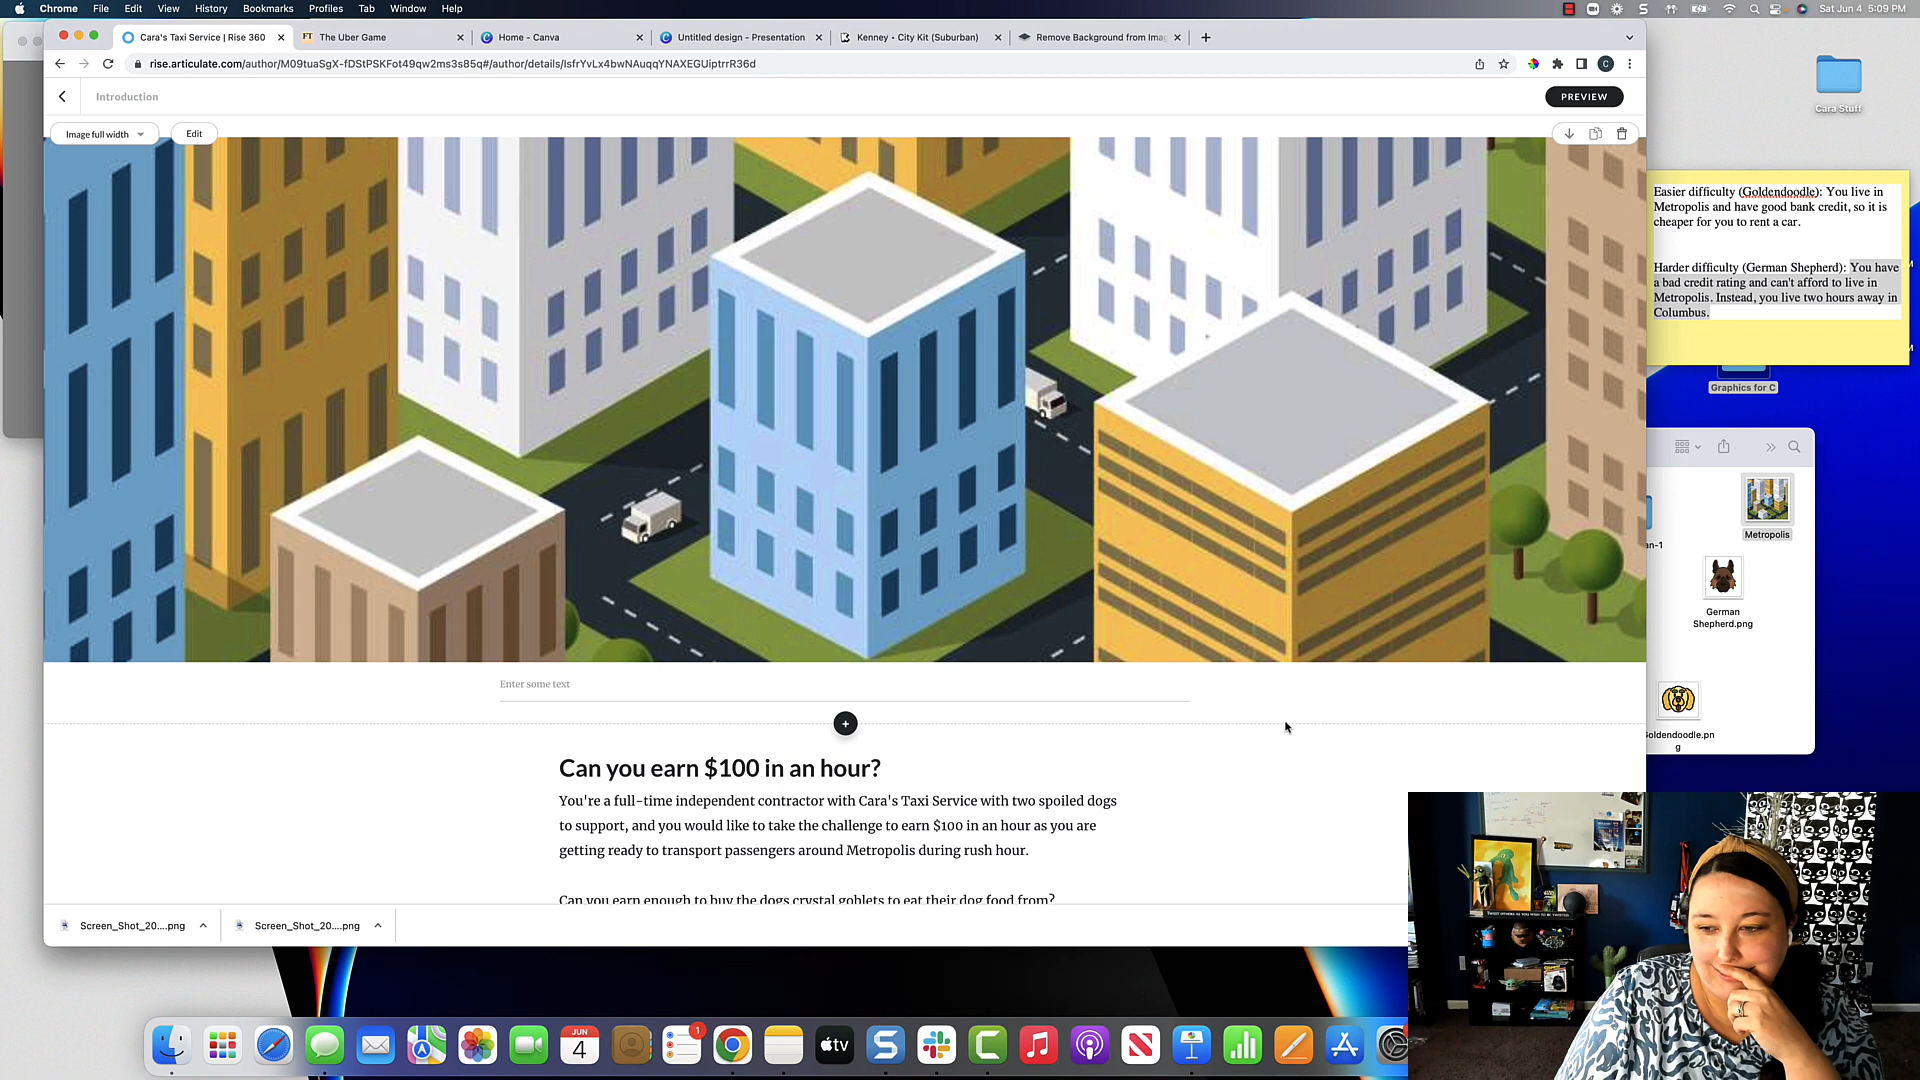 Chrome File Edit View History Bookmarks Profiles Tab Window Help
Sat Jun 4 5:09 PM
Cara's Taxi Service | Rise 360
FT The Uber Game
Home - Canva
Untitled design - Presentation
Kenney • City Kit (Suburban)
Remove Background from Ima
rise.articulate.com/author/M09tuaSgX-fDStPSKFot49qw2ms3s85q#/author/details/IsfrYvLx4bwNAuqqYNAXEGUiptrrR36d
C
Introduction
PREVIEW
Image full width
Edit
Cara Stuff
Easier difficulty (Goldendoodle): You live in
Metropolis and have good bank credit, so it is
cheaper for you to rent a car.
Harder difficulty (German Shepherd): You have
a bad credit rating and can't afford to live in
Metropolis. Instead, you live two hours away in
Columbus.
Graphics for C
Metropolis
an-1
German
Shepherd.png
Goldendoodle.pn
g
Enter some text
Can you earn $100 in an hour?
You're a full-time independent contractor with Cara's Taxi Service with two spoiled dogs
to support, and you would like to take the challenge to earn $100 in an hour as you are
getting ready to transport passengers around Metropolis during rush hour.
Can you earn enough to buy the dogs crystal goblets to eat their dog food from?
Screen_Shot_20....png
Screen_Shot_20....png
JUN
4
1
tv